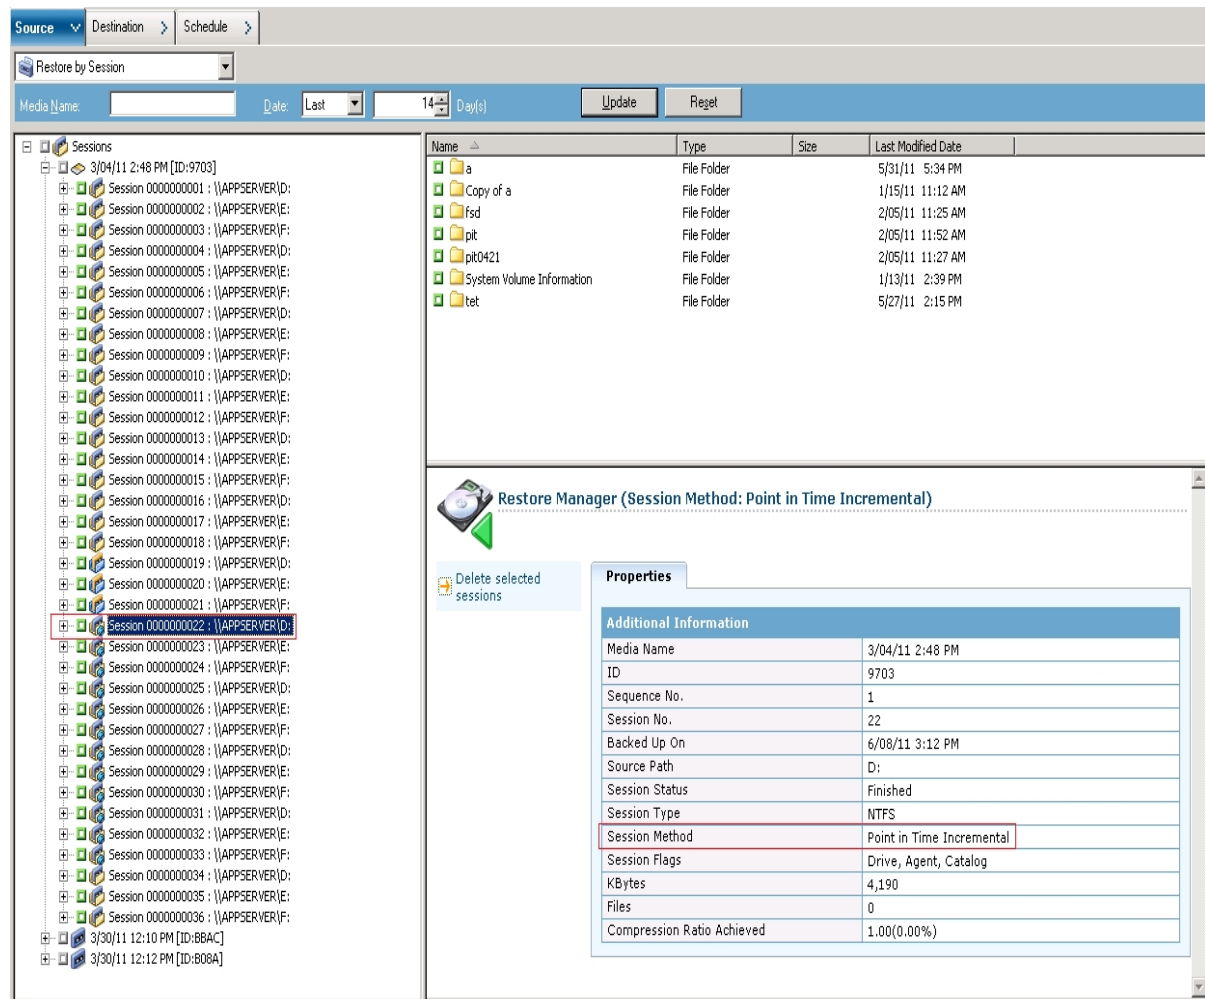 Source
Destination
Schedule
Restore by Session
Media Name:
Date: Last 14 Day(s)
Update
Reset
Sessions
3/04/11 2:48 PM [ID:9703]
Session 0000000001 : \\APPSERVER\D:
Session 0000000002 : \\APPSERVER\E:
Session 0000000003 : \\APPSERVER\F:
Session 0000000004 : \\APPSERVER\D:
Session 0000000005 : \\APPSERVER\E:
Session 0000000006 : \\APPSERVER\F:
Session 0000000007 : \\APPSERVER\D:
Session 0000000008 : \\APPSERVER\E:
Session 0000000009 : \\APPSERVER\F:
Session 0000000010 : \\APPSERVER\D:
Session 0000000011 : \\APPSERVER\E:
Session 0000000012 : \\APPSERVER\F:
Session 0000000013 : \\APPSERVER\D:
Session 0000000014 : \\APPSERVER\E:
Session 0000000015 : \\APPSERVER\F:
Session 0000000016 : \\APPSERVER\D:
Session 0000000017 : \\APPSERVER\E:
Session 0000000018 : \\APPSERVER\F:
Session 0000000019 : \\APPSERVER\D:
Session 0000000020 : \\APPSERVER\E:
Session 0000000021 : \\APPSERVER\F:
Session 0000000022 : \\APPSERVER\D:
Session 0000000023 : \\APPSERVER\E:
Session 0000000024 : \\APPSERVER\F:
Session 0000000025 : \\APPSERVER\D:
Session 0000000026 : \\APPSERVER\E:
Session 0000000027 : \\APPSERVER\F:
Session 0000000028 : \\APPSERVER\D:
Session 0000000029 : \\APPSERVER\E:
Session 0000000030 : \\APPSERVER\F:
Session 0000000031 : \\APPSERVER\D:
Session 0000000032 : \\APPSERVER\E:
Session 0000000033 : \\APPSERVER\F:
Session 0000000034 : \\APPSERVER\D:
Session 0000000035 : \\APPSERVER\E:
Session 0000000036 : \\APPSERVER\F:
3/30/11 12:10 PM [ID:BBAC]
3/30/11 12:12 PM [ID:B08A]
Name Type Size Last Modified Date
a File Folder 5/31/11 5:34 PM
Copy of a File Folder 1/15/11 11:12 AM
fsd File Folder 2/05/11 11:25 AM
pit File Folder 2/05/11 11:52 AM
pit0421 File Folder 2/05/11 11:27 AM
System Volume Information File Folder 1/13/11 2:39 PM
tet File Folder 5/27/11 2:15 PM
Restore Manager (Session Method: Point in Time Incremental)
Delete selected
sessions
Properties
Additional Information
Media Name 3/04/11 2:48 PM
ID 9703
Sequence No. 1
Session No. 22
Backed Up On 6/08/11 3:12 PM
Source Path D:
Session Status Finished
Session Type NTFS
Session Method Point in Time Incremental
Session Flags Drive, Agent, Catalog
KBytes 4,190
Files 0
Compression Ratio Achieved 1.00(0.00%)